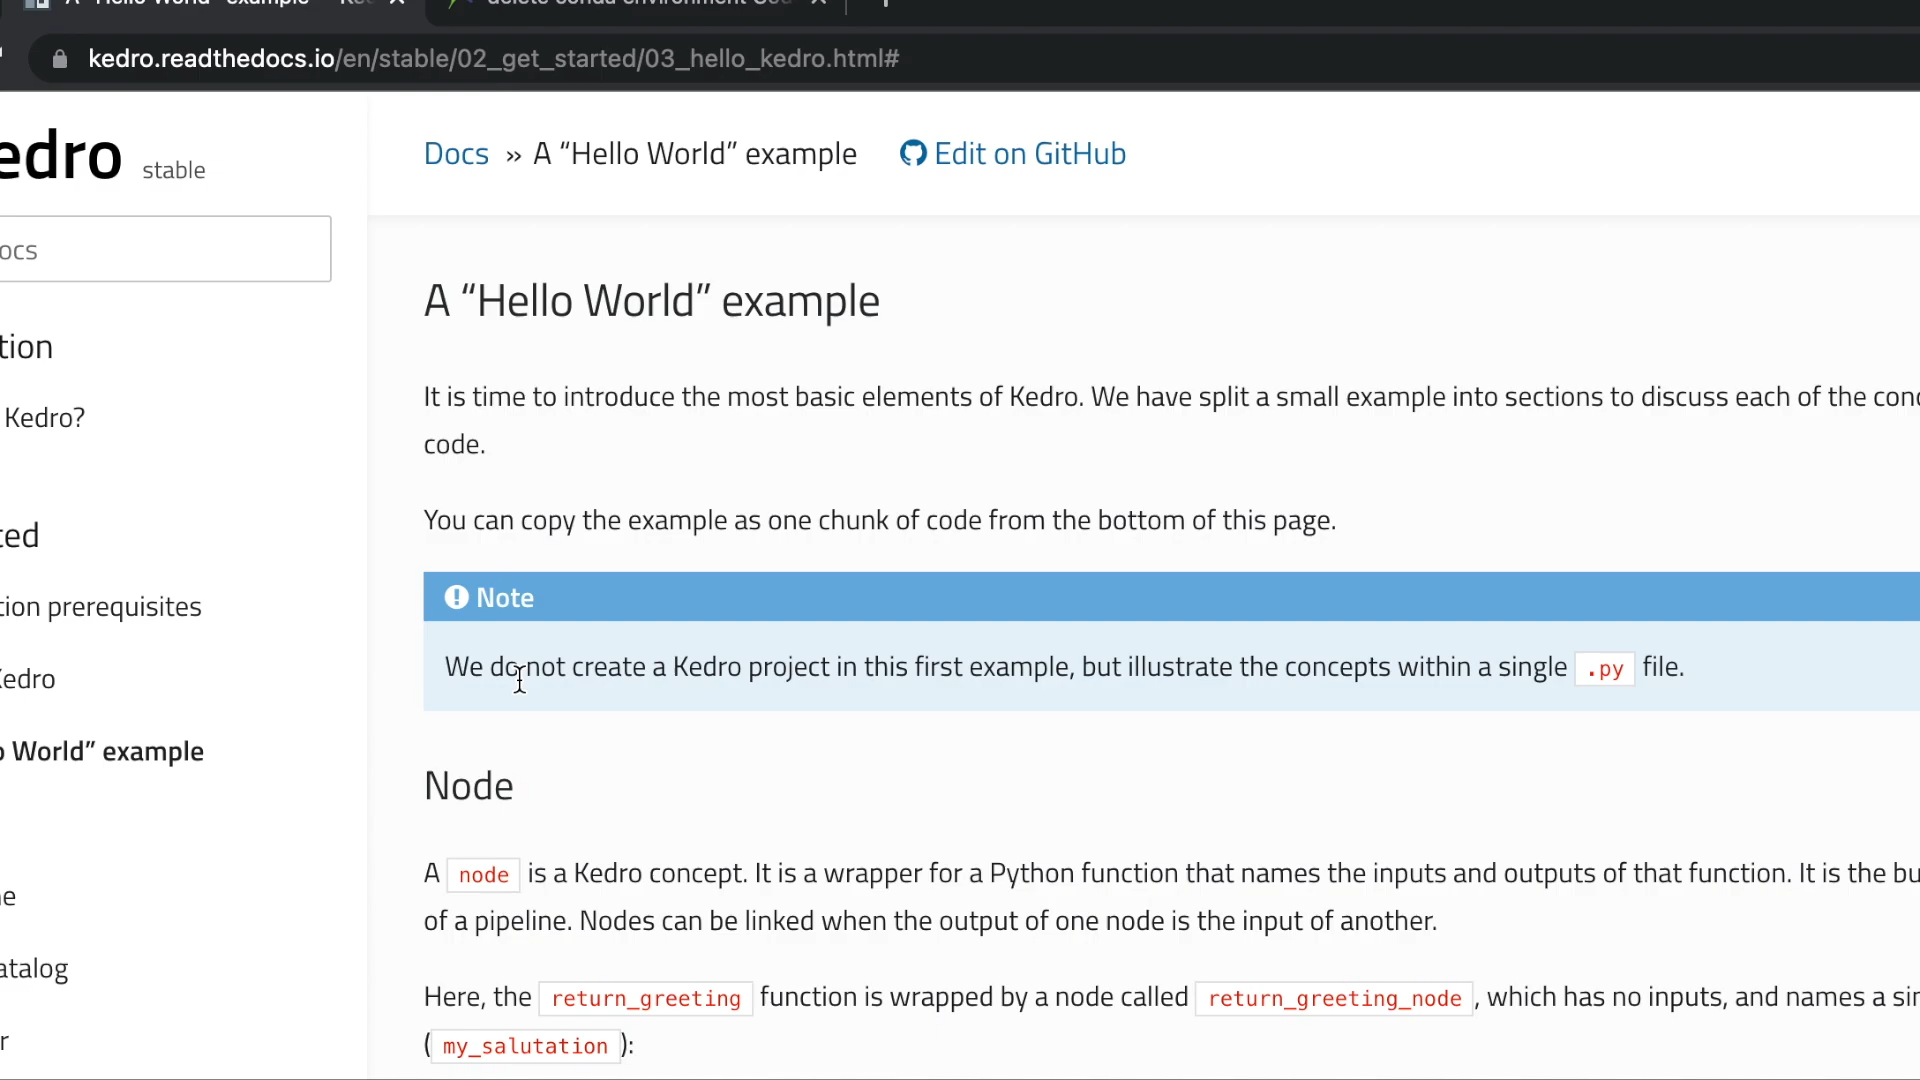 A "Hello World" example
delete conda environment
kedro.readthedocs.io/en/stable/02_get_started/03_hello_kedro.html#
edro stable
Docs » A “Hello World” example Edit on GitHub
ocs
A “Hello World” example
tion
It is time to introduce the most basic elements of Kedro. We have split a small example into sections to discuss each of the conc
Kedro?
code.
You can copy the example as one chunk of code from the bottom of this page.
ted
Note
tion prerequisites
We do not create a Kedro project in this first example, but illustrate the concepts within a single .py file.
Kedro
o World” example
Node
A node is a Kedro concept. It is a wrapper for a Python function that names the inputs and outputs of that function. It is the bu
e
of a pipeline. Nodes can be linked when the output of one node is the input of another.
atalog
Here, the return_greeting function is wrapped by a node called return_greeting_node, which has no inputs, and names a sin
r
(my_salutation):